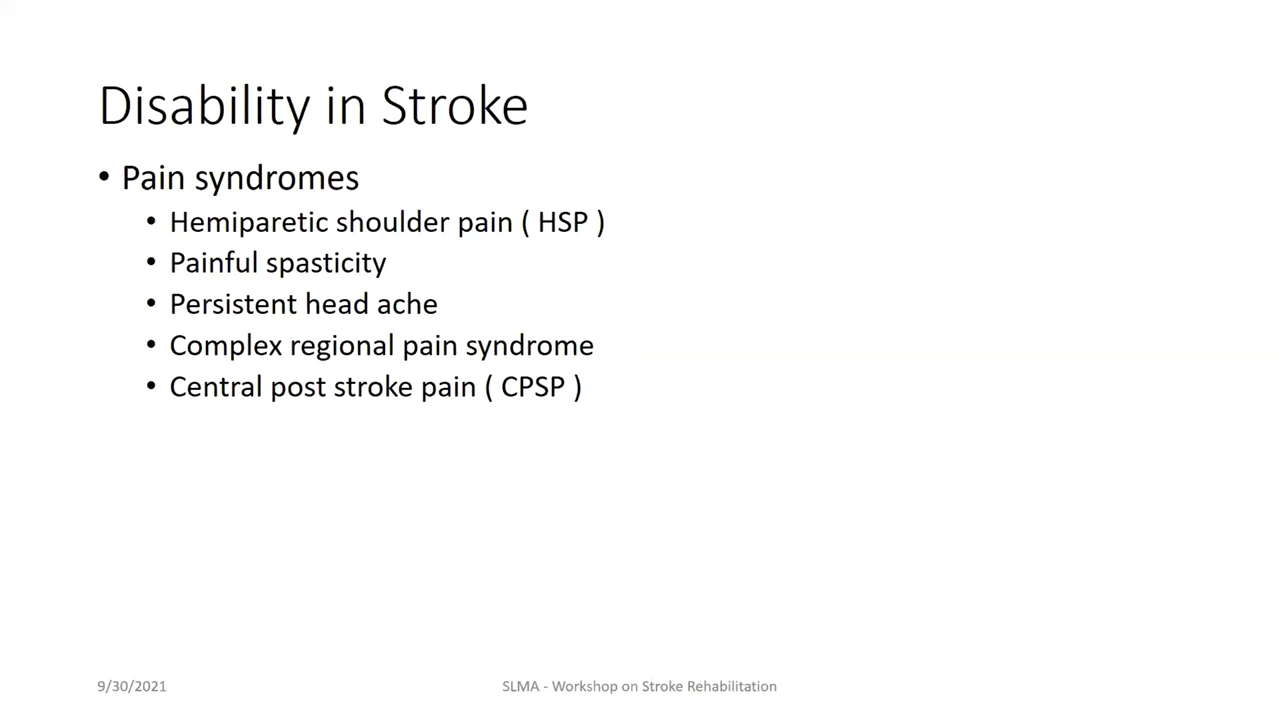 Disability in Stroke
• Pain syndromes
• Hemiparetic shoulder pain ( HSP )
• Painful spasticity
• Persistent head ache
• Complex regional pain syndrome
• Central post stroke pain ( CPSP )
9/30/2021
SLMA - Workshop on Stroke Rehabilitation